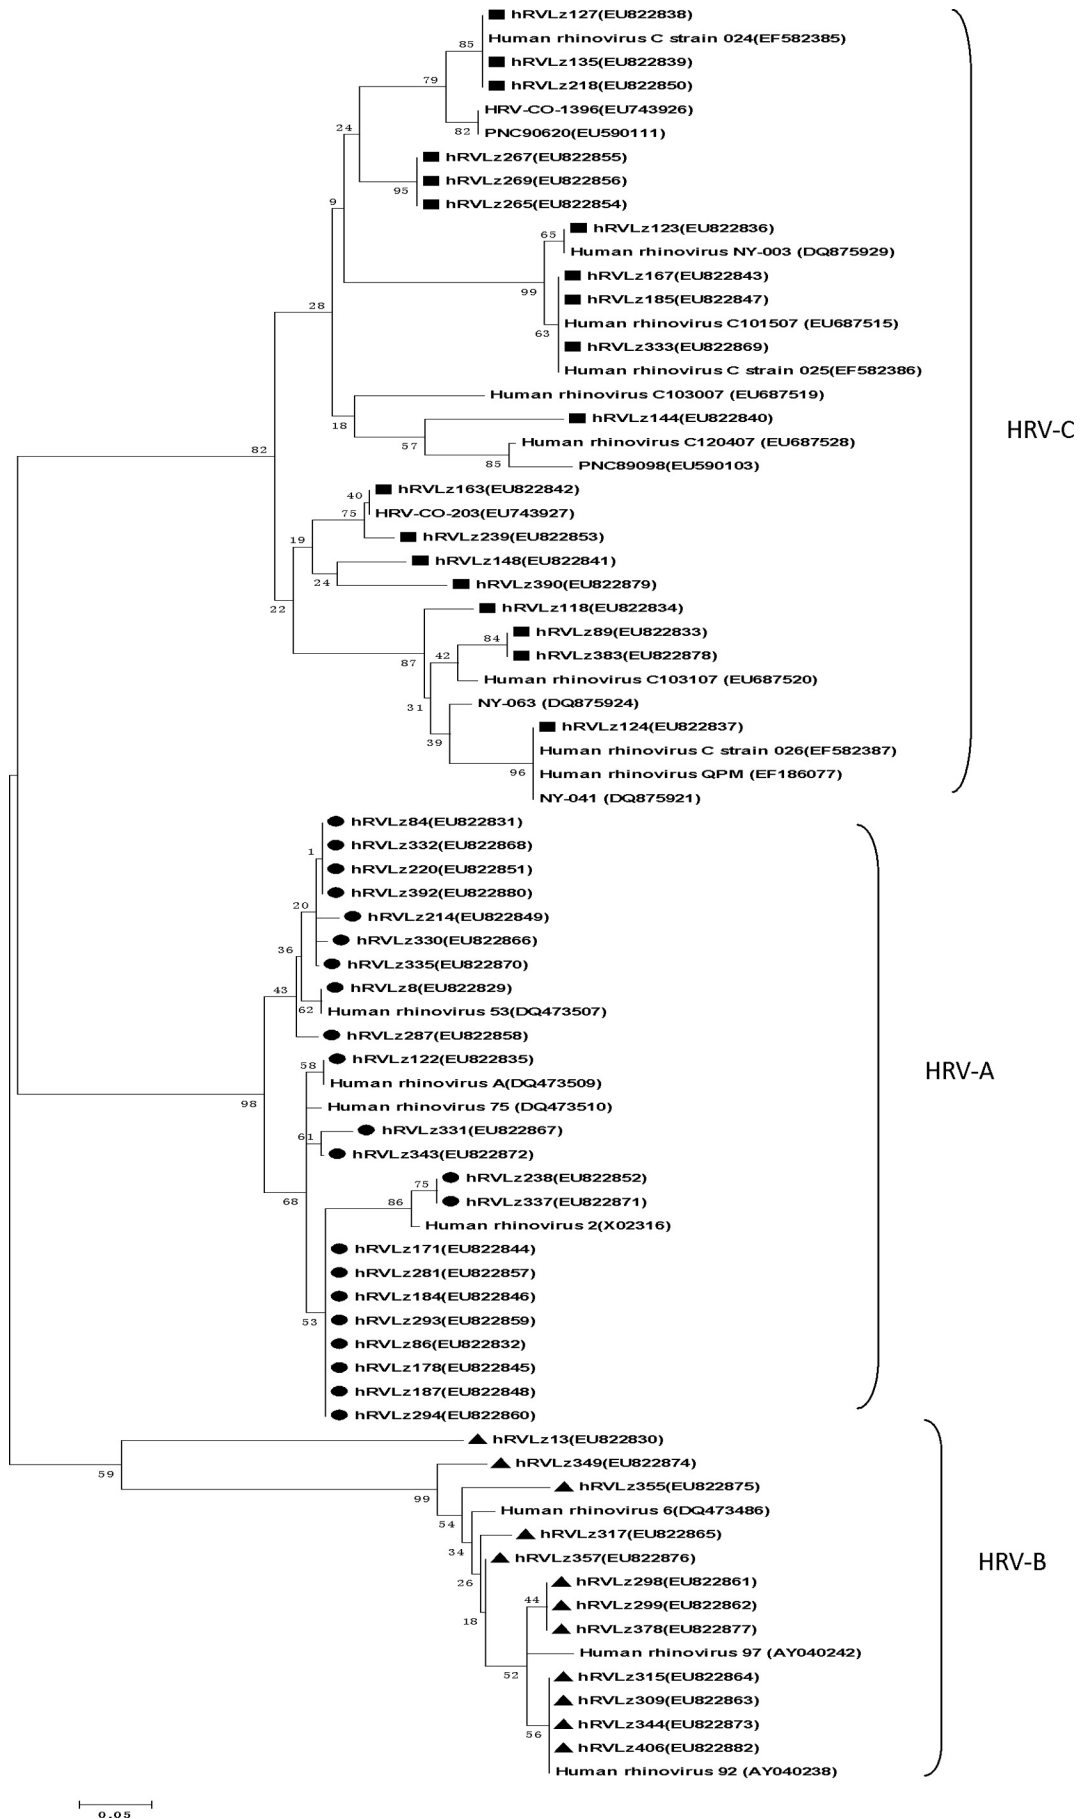 hRVLz127(EU822838)
85
Human rhinovirus C strain 024(EF582385)
hRVLz135(EU822839)
79
hRVLz218(EU822850)
HRV-CO-1396(EU743926)
24
82
PNC90620(EU590111)
hRVLz267(EU822855)
hRVLz269(EU822856)
95
9
hRVLz265(EU822854)
hRVLz123(EU822836)
65
Human rhinovirus NY-003 (DQ875929)
hRVLz167(EU822843)
99
28
hRVLz185(EU822847)
Human rhinovirus C101507 (EU687515)
63
hRVLz333(EU822869)
Human rhinovirus C strain 025(EF582386)
Human rhinovirus C103007 (EU687519)
18
hRVLz144(EU822840)
HRV-C
57
Human rhinovirus C120407 (EU687528)
82
85
PNC89098(EU590103)
hRVLz163(EU822842)
40
75
HRV-CO-203(EU743927)
19
hRVLz239(EU822853)
hRVLz148(EU822841)
24
hRVLz390(EU822879)
22
hRVLz118(EU822834)
hRVLz89(EU822833)
84
42
87
hRVLz383(EU822878)
Human rhinovirus C103107 (EU687520)
31
NY-063 (DQ875924)
hRVLz124(EU822837)
39
Human rhinovirus C strain 026(EF582387)
96
Human rhinovirus QPM (EF186077)
NY-041 (DQ875921)
hRVLz84(EU822831)
1
hRVLz332(EU822868)
hRVLz220(EU822851)
hRVLz392(EU822880)
20
hRVLz214(EU822849)
hRVLz330(EU822866)
36
hRVLz335(EU822870)
43
hRVLz8(EU822829)
62
Human rhinovirus 53(DQ473507)
hRVLz287(EU822858)
hRVLz122(EU822835)
58
HRV-A
Human rhinovirus A(DQ473509)
98
Human rhinovirus 75 (DQ473510)
hRVLz331(EU822867)
61
hRVLz343(EU822872)
hRVLz238(EU822852)
75
68
86
hRVLz337(EU822871)
Human rhinovirus 2(X02316)
hRVLz171(EU822844)
hRVLz281(EU822857)
hRVLz184(EU822846)
53
hRVLz293(EU822859)
hRVLz86(EU822832)
hRVLz178(EU822845)
hRVLz187(EU822848)
hRVLz294(EU822860)
hRVLz13(EU822830)
59
hRVLz349(EU822874)
99
hRVLz355(EU822875)
Human rhinovirus 6(DQ473486)
54
hRVLz317(EU822865)
34
hRVLz357(EU822876)
HRV-B
26
hRVLz298(EU822861)
44
hRVLz299(EU822862)
18
hRVLz378(EU822877)
Human rhinovirus 97 (AY040242)
52
hRVLz315(EU822864)
hRVLz309(EU822863)
hRVLz344(EU822873)
56
hRVLz406(EU822882)
Human rhinovirus 92 (AY040238)
0.05